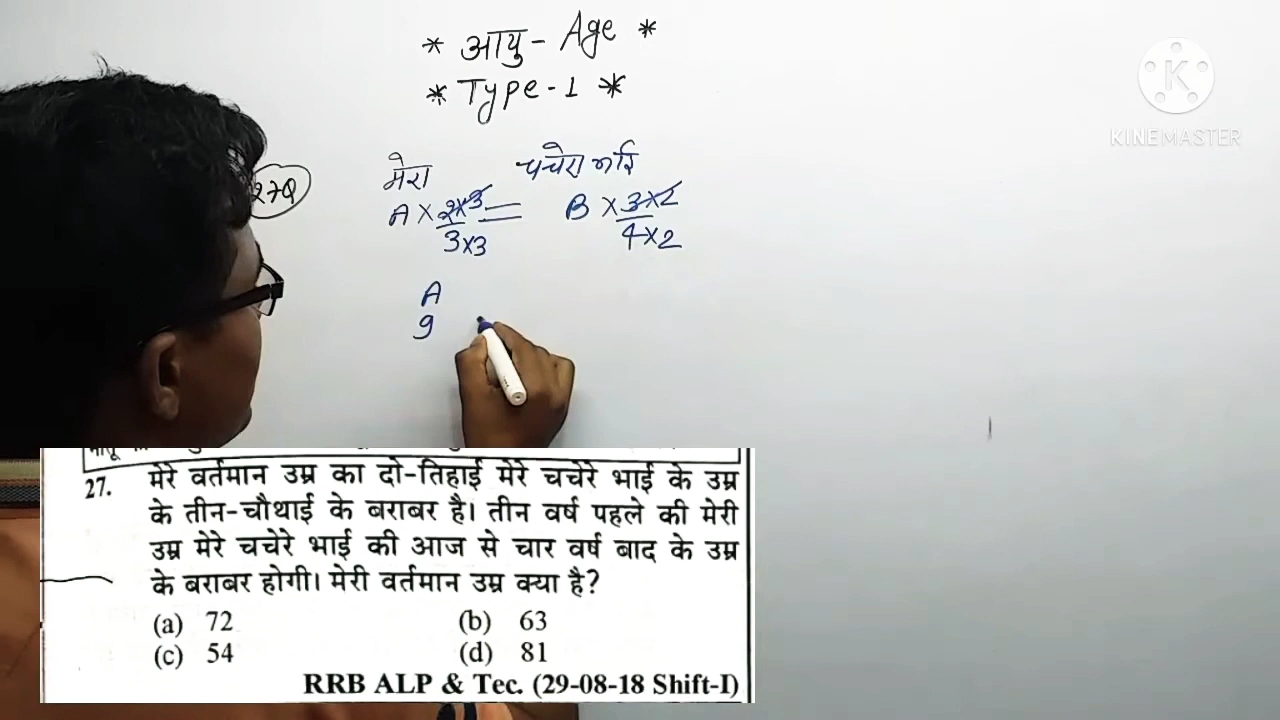 * आयु - Age *
* Type-1 *
27Q
मेरा चचेरा भाई
A × 2×3/3×3 = B × 3×2/4×2
A
9
KINEMASTER
27. मेरे वर्तमान उम्र का दो-तिहाई मेरे चचेरे भाई के उम्र
के तीन-चौथाई के बराबर है। तीन वर्ष पहले की मेरी
उम्र मेरे चचेरे भाई की आज से चार वर्ष बाद के उम्र
के बराबर होगी। मेरी वर्तमान उम्र क्या है?
(a) 72 (b) 63
(c) 54 (d) 81
RRB ALP & Tec. (29-08-18 Shift-I)